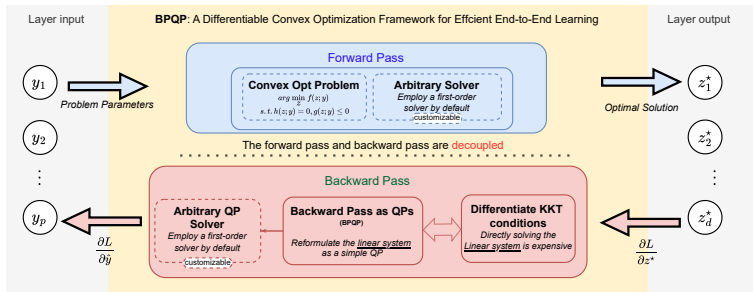 Layer input
BPQP: A Differentiable Convex Optimization Framework for Effcient End-to-End Learning
Layer output
Forward Pass
y₁
Problem Parameters
Convex Opt Problem
arg min f(z; y)
z
s.t. h(z; y) = 0, g(z; y) ≤ 0
Arbitrary Solver
Employ a first-order
solver by default
customizable
Optimal Solution
z₁*
y₂
The forward pass and backward pass are decoupled
z₂*
⋮
⋮
Backward Pass
yₚ
∂L
∂ŷ
Arbitrary QP
Solver
Employ a first-order
solver by default
customizable
Backward Pass as QPs
(BPQP)
Reformulate the linear system
as a simple QP
Differentiate KKT
conditions
Directly solving the
Linear system is expensive
z_d*
∂L
∂z*